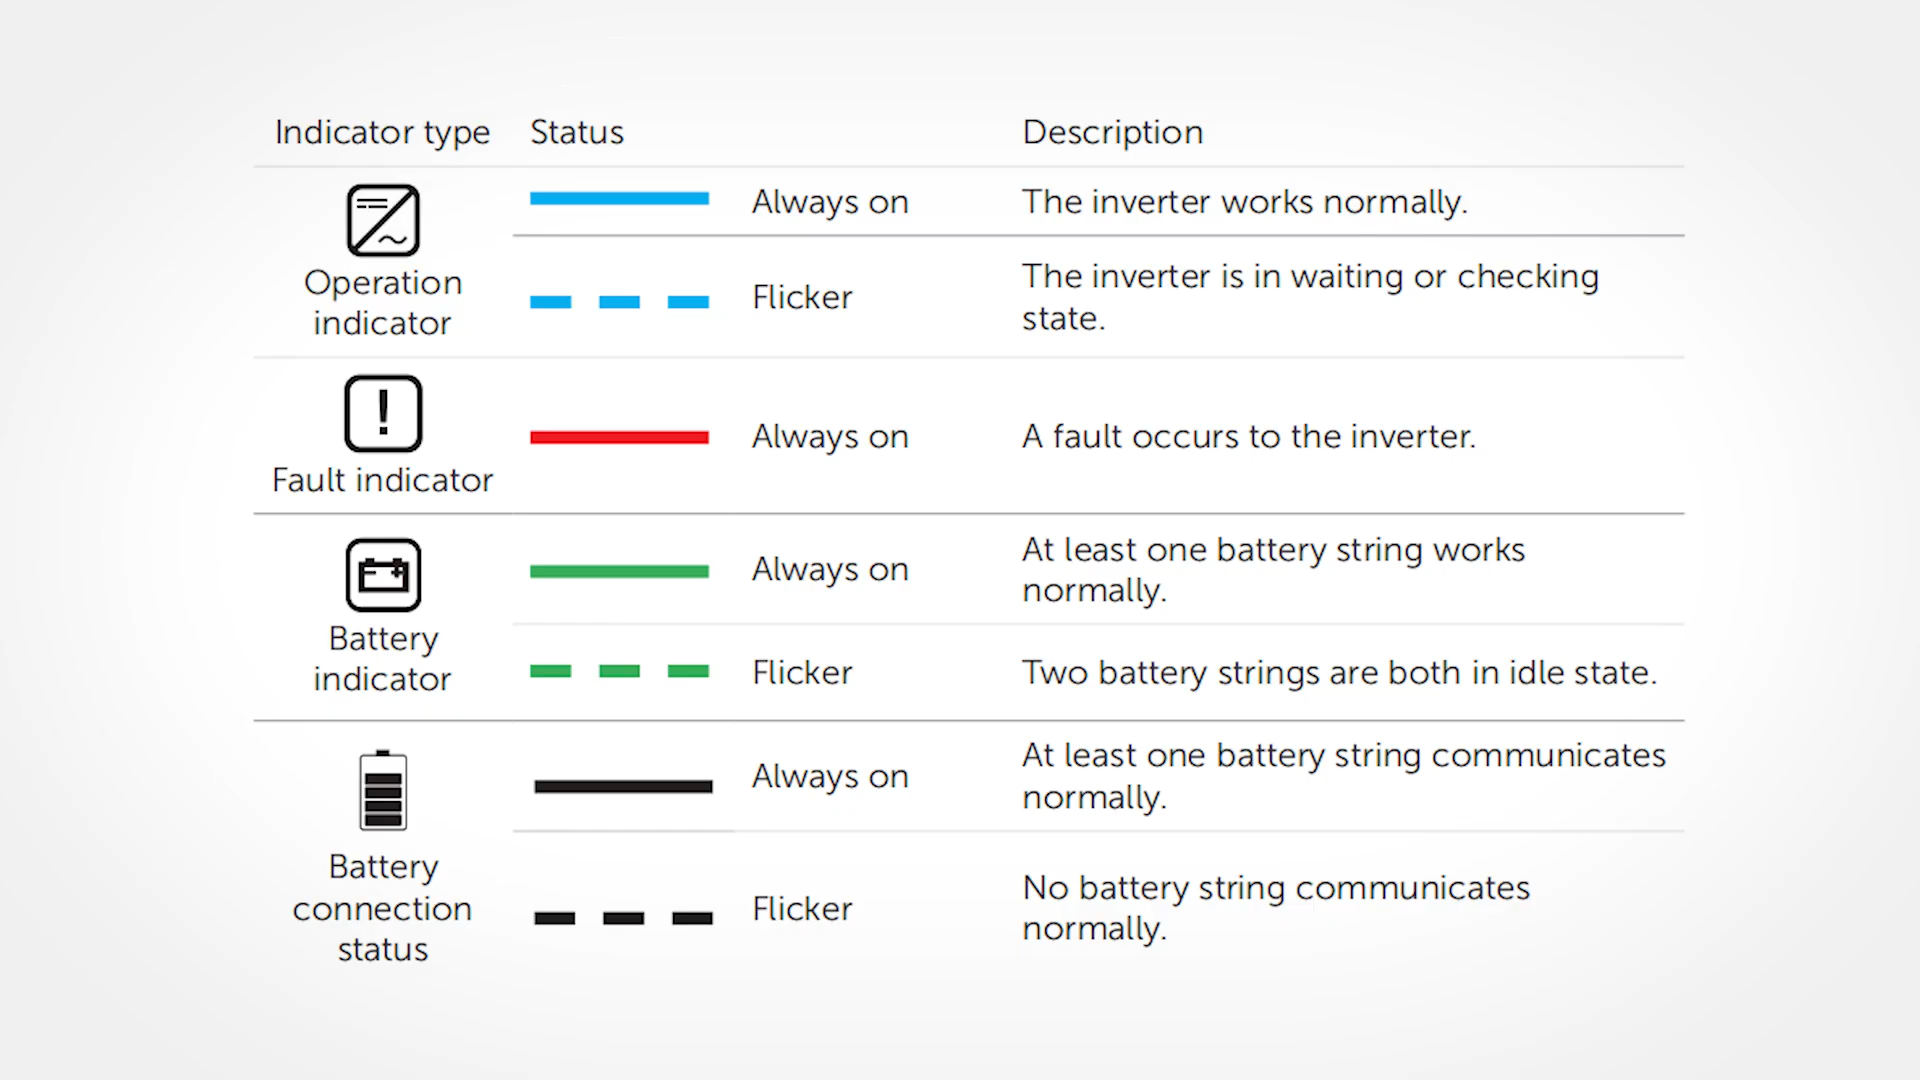 Indicator type Status Description
Operation
indicator
Always on The inverter works normally.
Flicker The inverter is in waiting or checking
state.
!
Fault indicator
Always on A fault occurs to the inverter.
Battery
indicator
Always on At least one battery string works
normally.
Flicker Two battery strings are both in idle state.
Battery
connection
status
Always on At least one battery string communicates
normally.
Flicker No battery string communicates
normally.